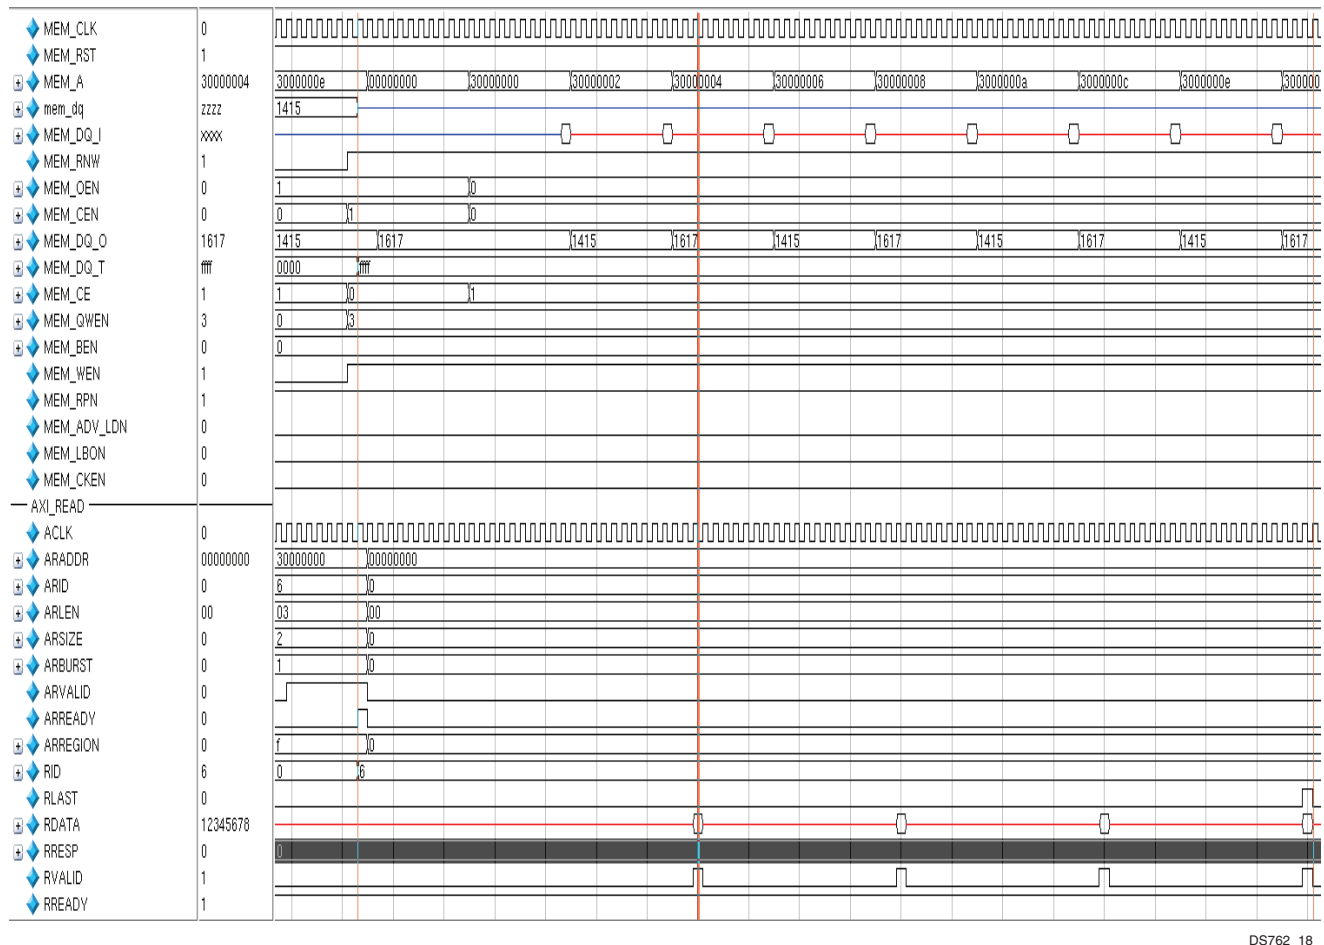 MEM_CLK 0
MEM_RST 1
MEM_A 30000004 3000000e 00000000 30000000 30000002 30000004 30000006 30000008 3000000a 3000000c 3000000e 300000
mem_dq zzzz 1415
MEM_DQ_I xxxx
MEM_RNW 1
MEM_OEN 0 1 0
MEM_CEN 0 0 1 0
MEM_DQ_O 1617 1415 1617 1415 1617 1415 1617 1415 1617 1415 1617
MEM_DQ_T ffff 0000 ffff
MEM_CE 1 1 0 1
MEM_QWEN 3 0 3
MEM_BEN 0 0
MEM_WEN 1
MEM_RPN 1
MEM_ADV_LDN 0
MEM_LBON 0
MEM_CKEN 0
AXI_READ
ACLK 0
ARADDR 00000000 30000000 00000000
ARID 0 6 0
ARLEN 00 03 00
ARSIZE 0 2 0
ARBURST 0 1 0
ARVALID 0
ARREADY 0
ARREGION 0 f 0
RID 6 0 6
RLAST 0
RDATA 12345678
RRESP 0 0
RVALID 1
RREADY 1
DS762_18